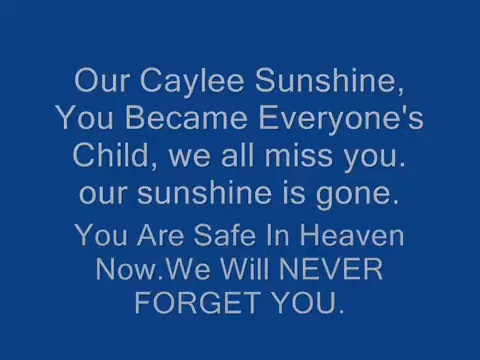 Our Caylee Sunshine,
You Became Everyone's
Child, we all miss you.
our sunshine is gone.
You Are Safe In Heaven
Now.We Will NEVER
FORGET YOU.